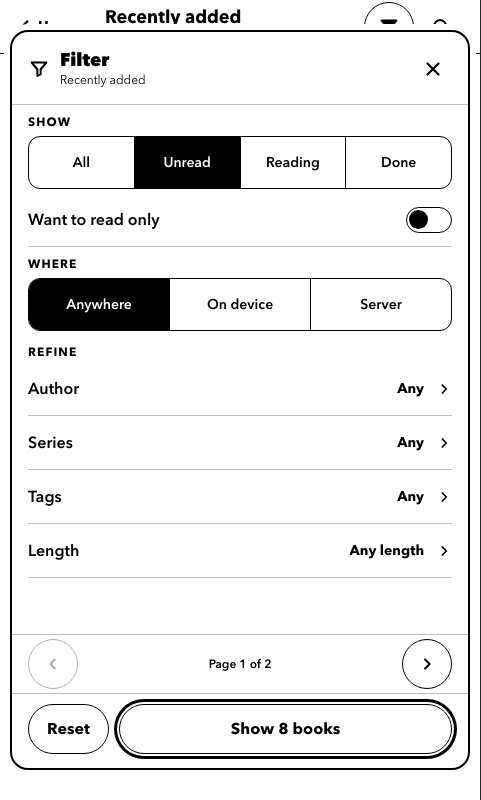 Recently added
Filter
Recently added
SHOW
All
Unread
Reading
Done
Want to read only
WHERE
Anywhere
On device
Server
REFINE
Author
Any
Series
Any
Tags
Any
Length
Any length
Page 1 of 2
Reset
Show 8 books